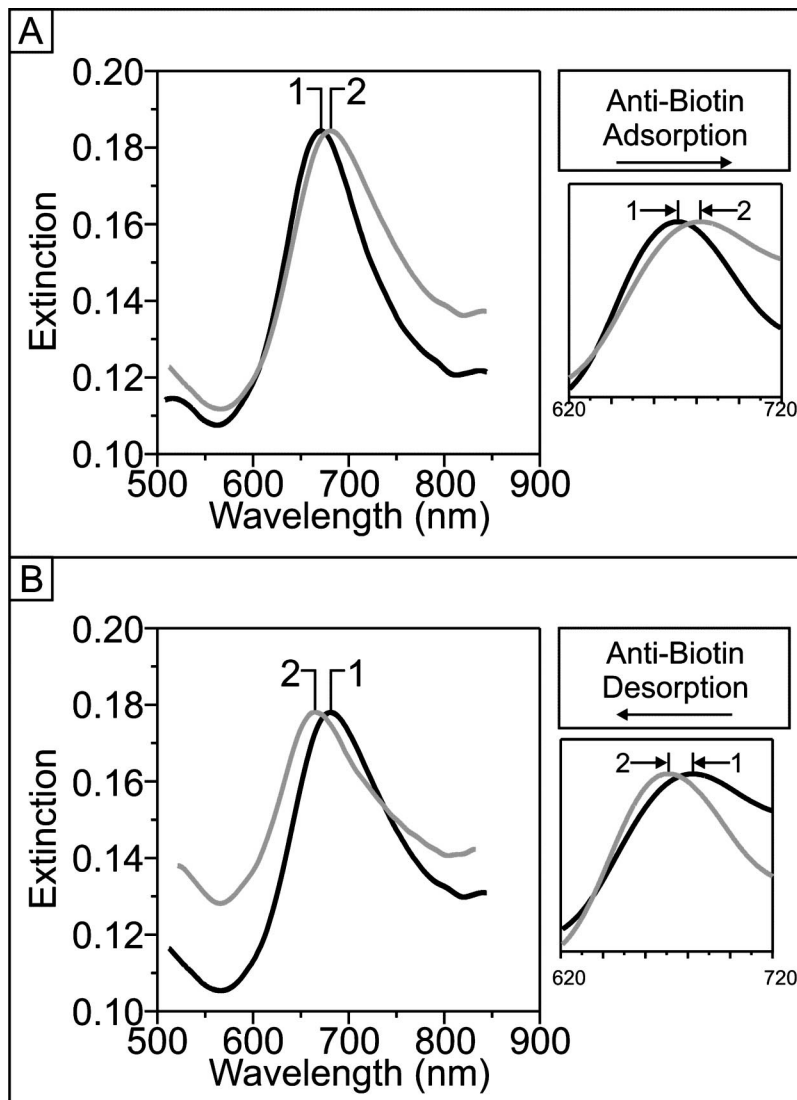 A
0.20
0.18
0.16
0.14
0.12
0.10
Extinction
1 2
500 600 700 800 900
Wavelength (nm)
Anti-Biotin
Adsorption
1 2
620 720
B
0.20
0.18
0.16
0.14
0.12
0.10
Extinction
2 1
500 600 700 800 900
Wavelength (nm)
Anti-Biotin
Desorption
2 1
620 720